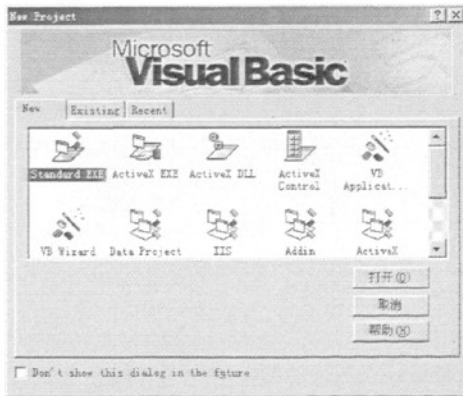 New Project
Microsoft
Visual Basic
New Existing Recent
Standard EXE ActiveX EXE ActiveX DLL ActiveX Control VB Applicat...
VB Wizard Data Project IIS Addin ActiveX
打开(O)
取消
帮助(H)
Don't show this dialog in the future